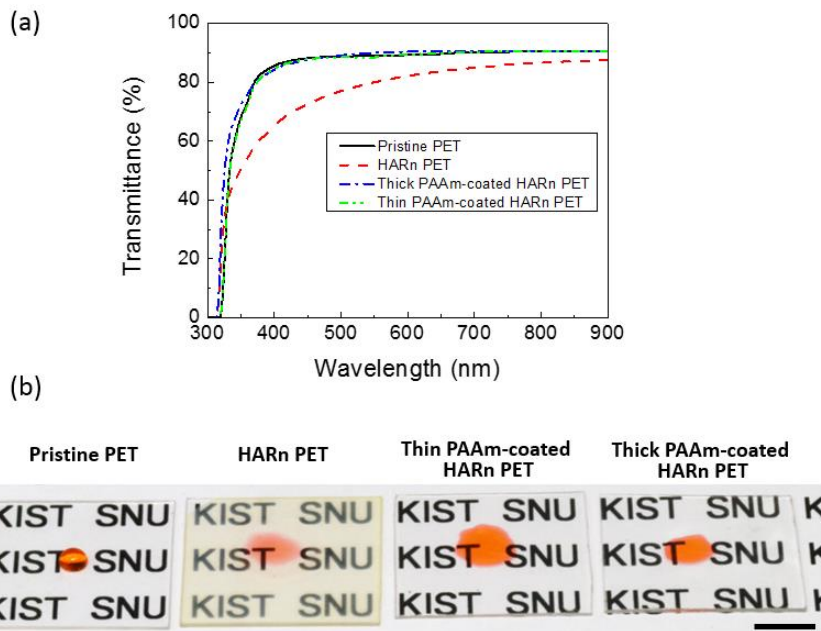 (a)
100
80
60
40
20
0
Transmittance (%)
Pristine PET
HARn PET
Thick PAAm-coated HARn PET
Thin PAAm-coated HARn PET
300 400 500 600 700 800 900
Wavelength (nm)
(b)
Pristine PET
HARn PET
Thin PAAm-coated
HARn PET
Thick PAAm-coated
HARn PET
KIST SNU KIST SNU KIST SNU KIST SNU K
KIST SNU KIST SNU KIST SNU KIST SNU K
KIST SNU KIST SNU KIST SNU KIST SNU K